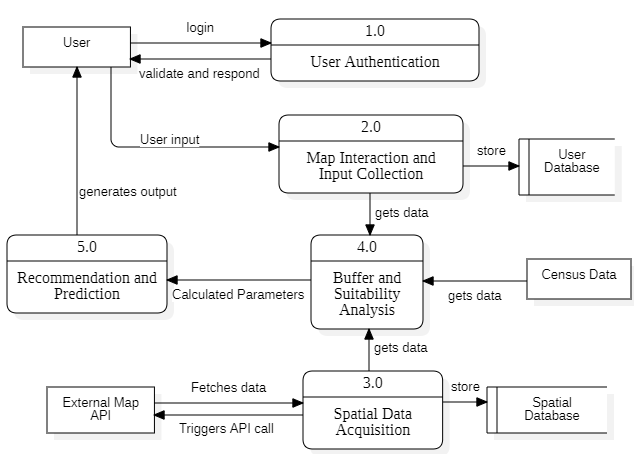 User
login
validate and respond
1.0
User Authentication
User input
2.0
Map Interaction and
Input Collection
store
User
Database
generates output
gets data
5.0
Recommendation and
Prediction
Calculated Parameters
4.0
Buffer and
Suitability
Analysis
gets data
Census Data
gets data
External Map
API
Fetches data
Triggers API call
3.0
Spatial Data
Acquisition
store
Spatial
Database